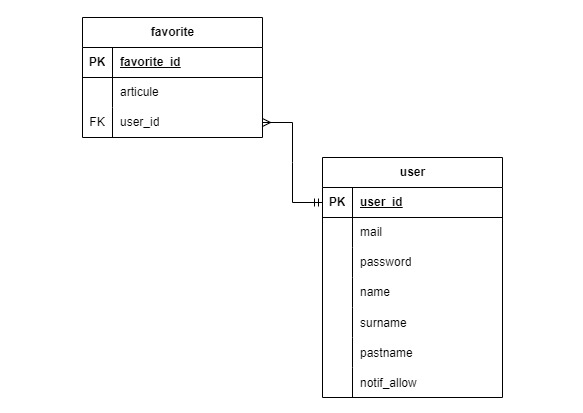 favorite
PK favorite_id
articule
FK user_id
user
PK user_id
mail
password
name
surname
pastname
notif_allow